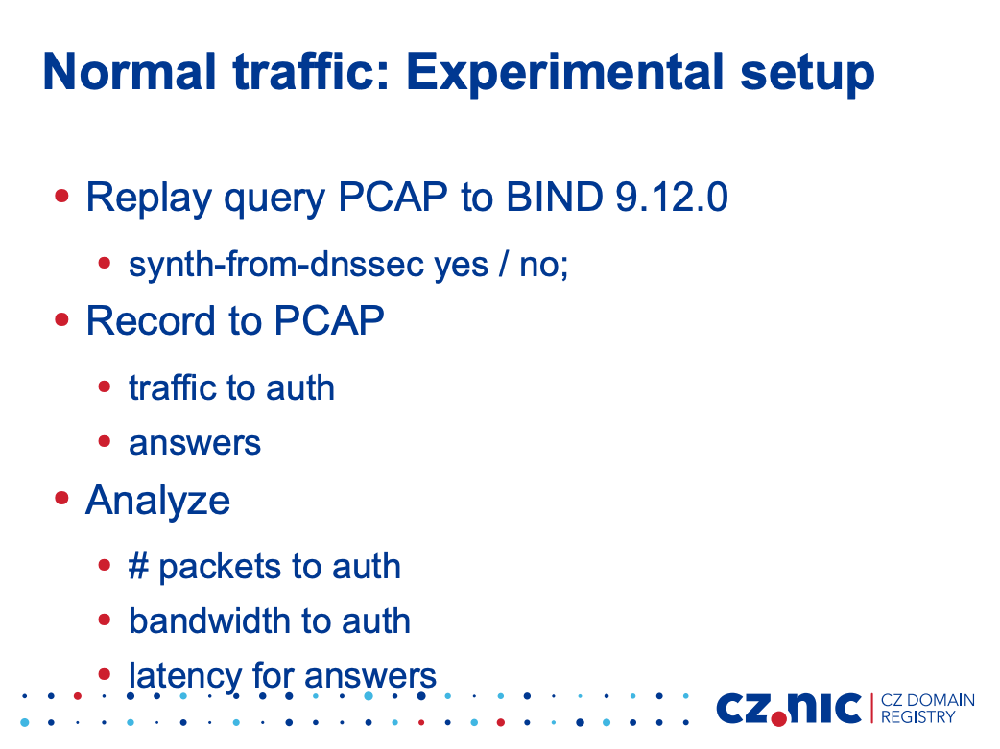 Normal traffic: Experimental setup
• Replay query PCAP to BIND 9.12.0
• synth-from-dnssec yes / no;
• Record to PCAP
• traffic to auth
• answers
• Analyze
• # packets to auth
• bandwidth to auth
• latency for answers
cz.nic | CZ DOMAIN
REGISTRY